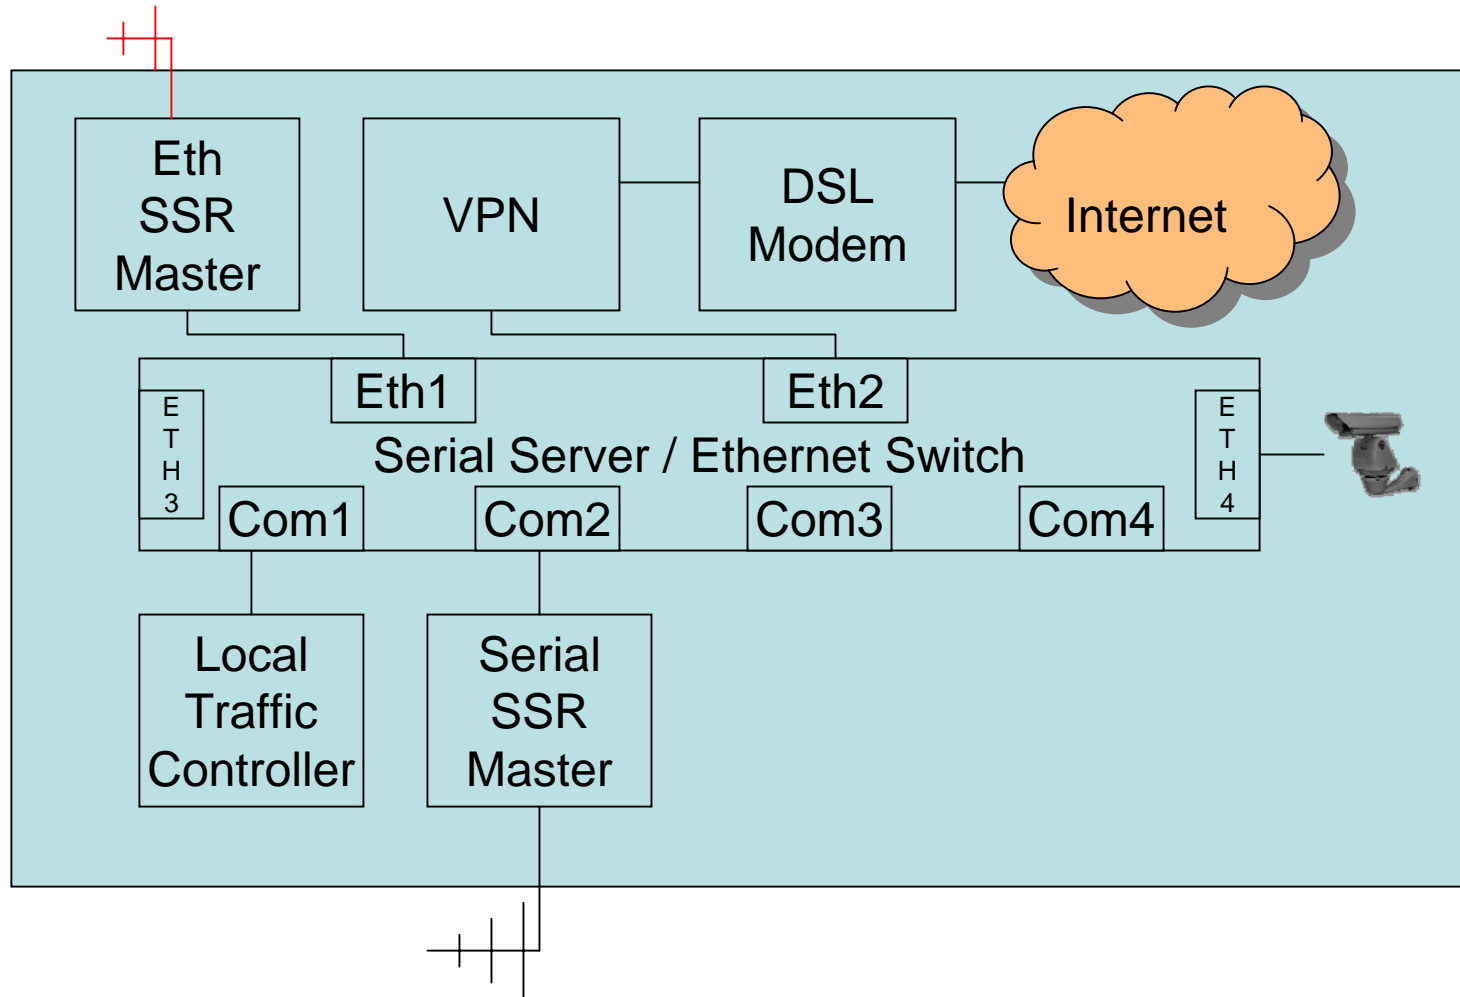 Eth
SSR
Master
VPN
DSL
Modem
Internet
Eth1
Eth2
E
T
H
3
Serial Server / Ethernet Switch
E
T
H
4
Com1
Com2
Com3
Com4
Local
Traffic
Controller
Serial
SSR
Master